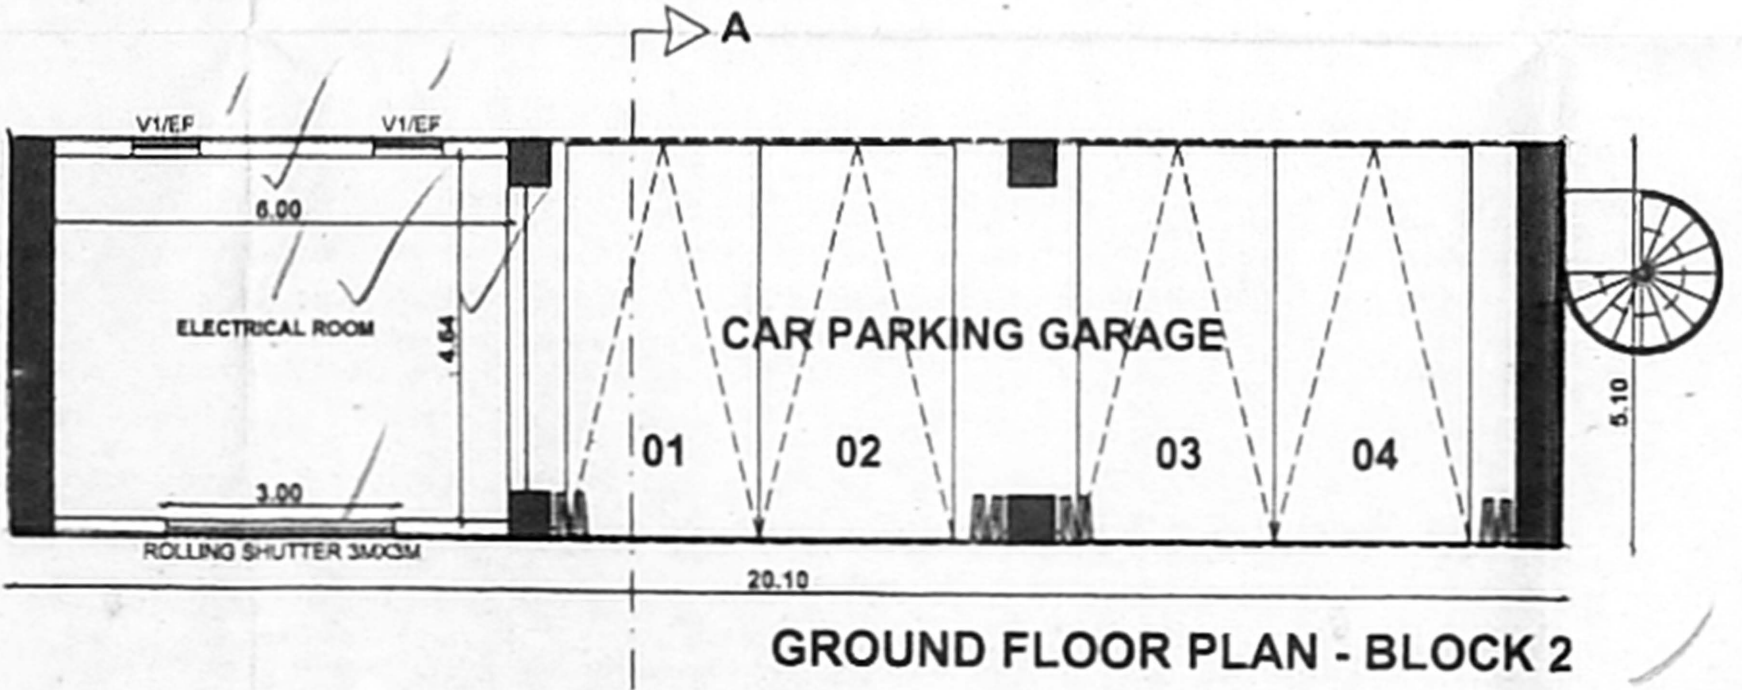 A
V1/EF V1/EF
6.00
ELECTRICAL ROOM
4.64
CAR PARKING GARAGE
5.10
01 02 03 04
3.00
ROLLING SHUTTER 3MX3M
20.10
GROUND FLOOR PLAN - BLOCK 2